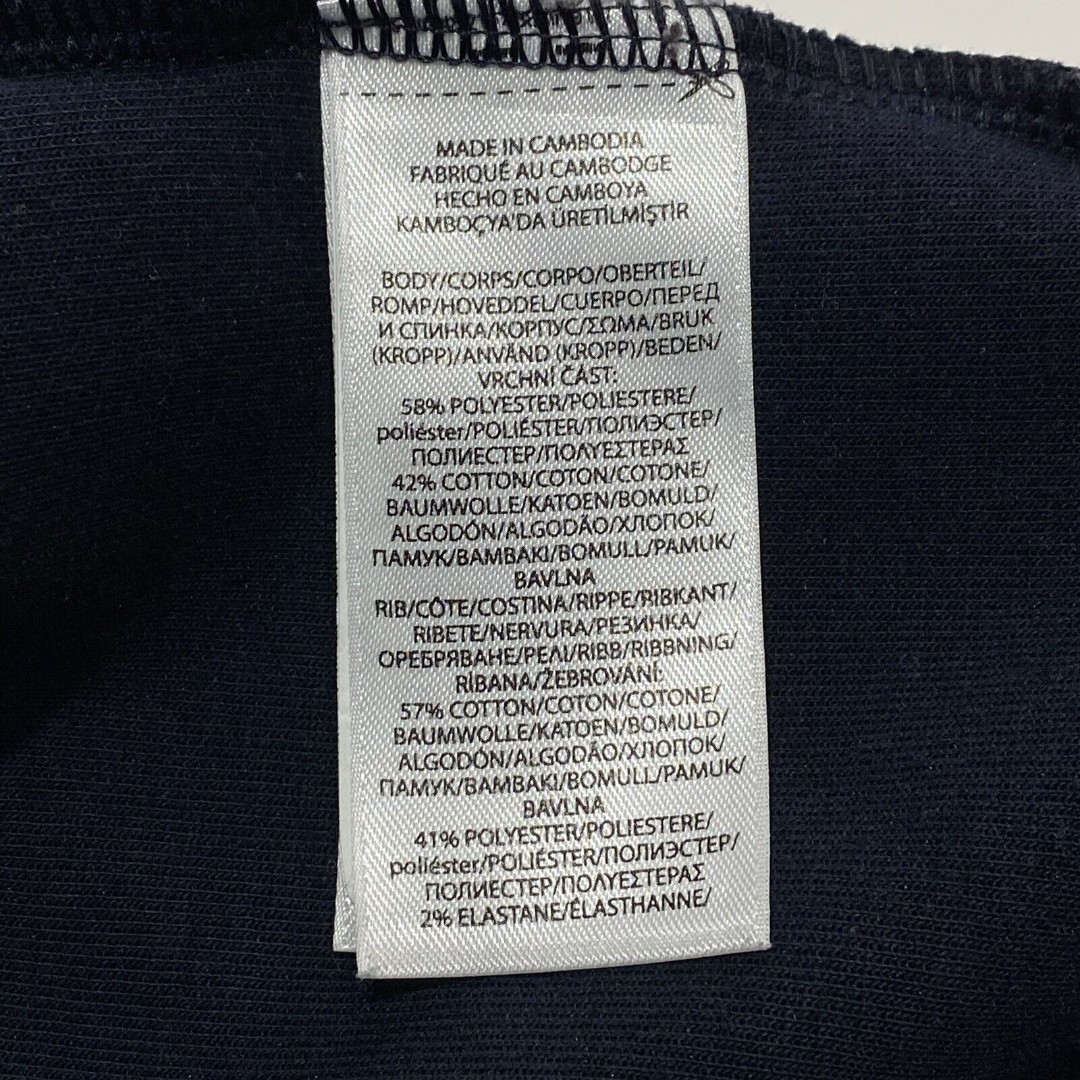 MADE IN CAMBODIA
FABRIQUÉ AU CAMBODGE
HECHO EN CAMBOYA
KAMBOÇYA'DA ÜRETİLMİŞTİR
BODY/CORPS/CORPO/OBERTEIL/
ROMP/HOVEDDEL/CUERPO/ПЕРЕД
И СПИНКА/КОРПУС/ΣΩΜΑ/BRUK
(KROPP)/ANVÄND (KROPP)/BEDEN/
VRCHNÍ ČÁST:
58% POLYESTER/POLIESTERE/
poliéster/POLIÉSTER/ПОЛИЭСТЕР/
ПОЛИЕСТЕР/ΠΟΛΥΕΣΤΕΡΑΣ
42% COTTON/COTON/COTONE/
BAUMWOLLE/KATOEN/BOMULD/
ALGODÓN/ALGODÃO/ХЛОПОК/
ПАМУК/BAMBAKI/BOMULL/PAMUK/
BAVLNA
RIB/CÔTE/COSTINA/RIPPE/RIBKANT/
RIBETE/NERVURA/РЕЗИНКА/
ОРЕБРЯВАНЕ/ΡΕΛΙ/RIBB/RIBBNING/
RİBANA/ŽEBROVÁNÍ:
57% COTTON/COTON/COTONE/
BAUMWOLLE/KATOEN/BOMULD/
ALGODÓN/ALGODÃO/ХЛОПОК/
ПАМУК/BAMBAKI/BOMULL/PAMUK/
BAVLNA
41% POLYESTER/POLIESTERE/
poliéster/POLIÉSTER/ПОЛИЭСТЕР/
ПОЛИЕСТЕР/ΠΟΛΥΕΣΤΕΡΑΣ
2% ELASTANE/ÉLASTHANNE/